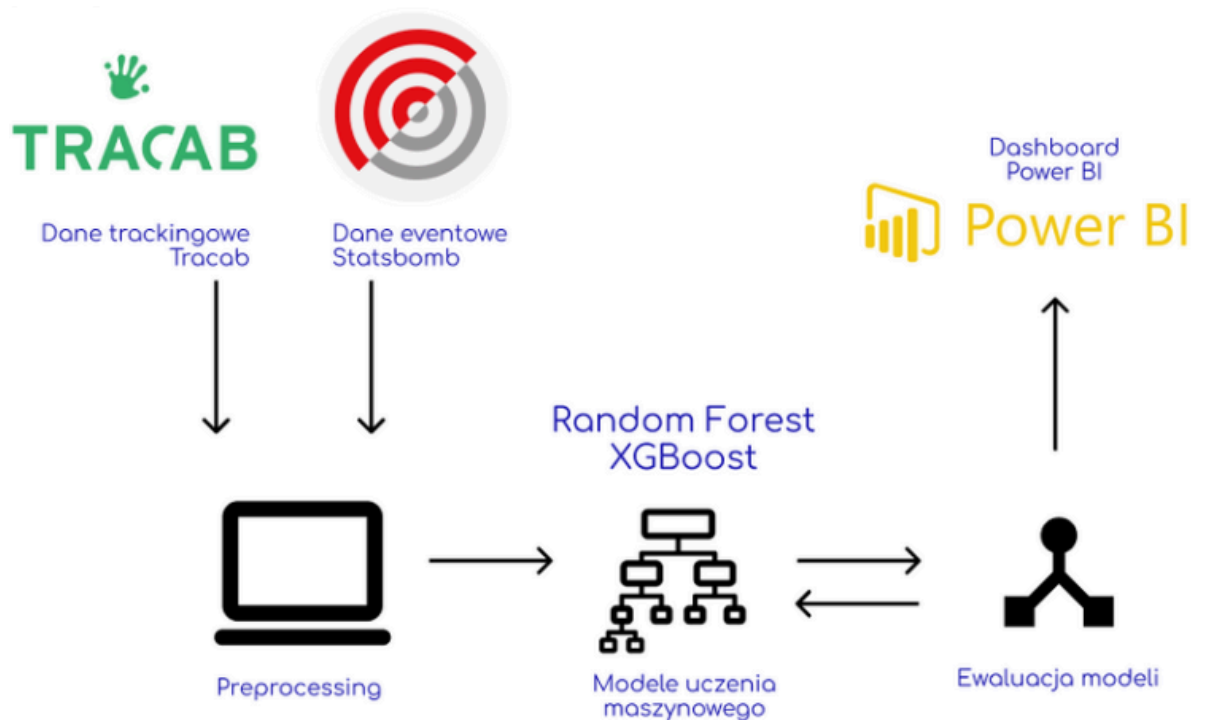 TRACAB
Dane trackingowe
Tracab
Dane eventowe
Statsbomb
Dashboard
Power BI
Power BI
Random Forest
XGBoost
Preprocessing
Modele uczenia
maszynowego
Ewaluacja modeli